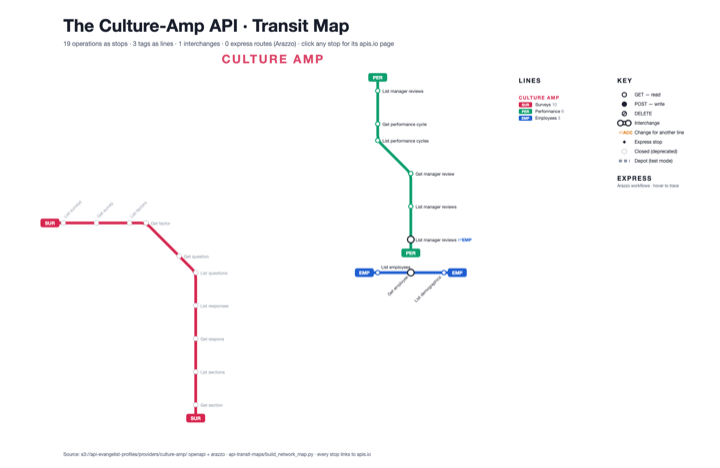 The Culture-Amp API · Transit Map
19 operations as stops · 3 tags as lines · 1 interchanges · 0 express routes (Arazzo) · click any stop for its apis.io page
CULTURE AMP
PER
List manager reviews
Get performance cycle
List performance cycles
Get manager review
List manager reviews
List manager reviews ⇄EMP
PER
EMP
List employees
Get employee
List demographics
EMP
SUR
List surveys
Get survey
List factors
Get factor
Get question
List questions
List responses
Get respons
List sections
Get section
SUR
LINES
CULTURE AMP
SUR Surveys 10
PER Performance 6
EMP Employees 3
KEY
GET — read
POST — write
DELETE
Interchange
⇄ACC Change for another line
Express stop
Closed (deprecated)
Depot (test mode)
EXPRESS
Arazzo workflows · hover to trace
Source: s3://api-evangelist-profiles/providers/culture-amp/ openapi + arazzo · api-transit-maps/build_network_map.py · every stop links to apis.io